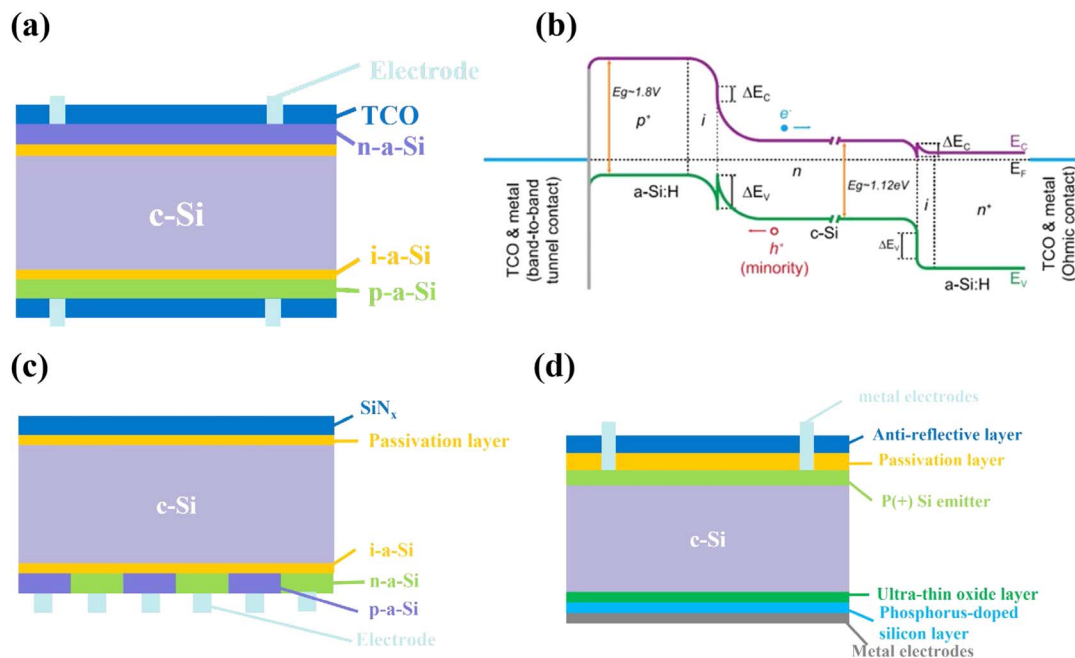 (a)
Electrode
TCO
n-a-Si
c-Si
i-a-Si
p-a-Si
(b)
Eg~1.8V
ΔE_C
p⁺
i
e⁻
ΔE_C
E_C
E_F
n
Eg~1.12eV
a-Si:H
ΔE_V
i
n⁺
c-Si
h⁺
(minority)
ΔE_V
a-Si:H
E_V
TCO & metal
(band-to-band
tunnel contact)
TCO & metal
(Ohmic contact)
(c)
SiNₓ
Passivation layer
c-Si
i-a-Si
n-a-Si
p-a-Si
Electrode
(d)
metal electrodes
Anti-reflective layer
Passivation layer
P(+) Si emitter
c-Si
Ultra-thin oxide layer
Phosphorus-doped
silicon layer
Metal electrodes